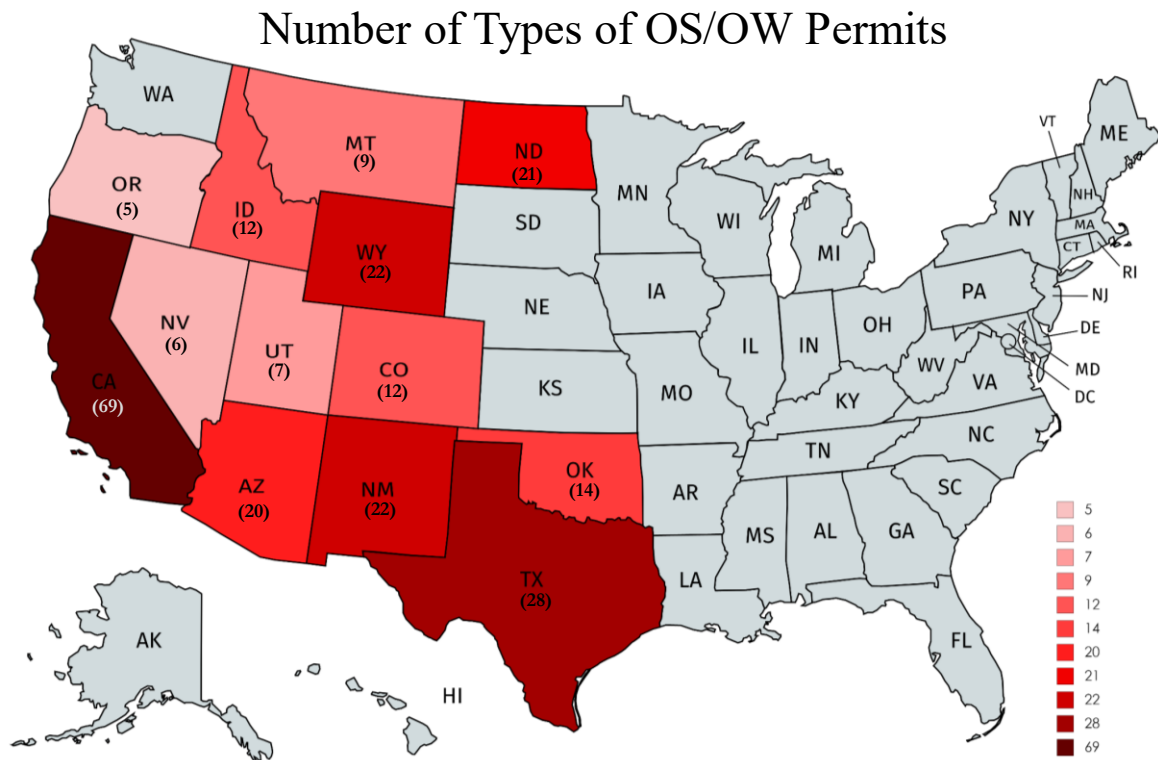 Number of Types of OS/OW Permits
WA
MT
(9)
ND
(21)
MN
VT
ME
OR
(5)
ID
(12)
SD
WI
NY
NH
MA
CT
RI
WY
(22)
MI
IA
PA
NJ
NE
NV
(6)
UT
(7)
CO
(12)
IL
IN
OH
DE
MD
DC
WV
VA
CA
(69)
KS
MO
KY
NC
TN
AZ
(20)
NM
(22)
OK
(14)
AR
SC
MS
AL
GA
TX
(28)
LA
FL
AK
HI
5
6
7
9
12
14
20
21
22
28
69